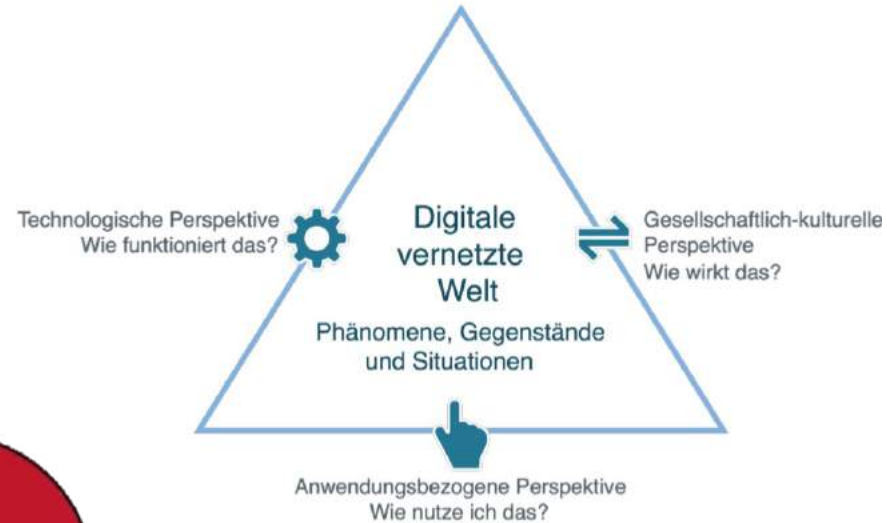 Technologische Perspektive
Wie funktioniert das?
Digitale
vernetzte
Welt
Phänomene, Gegenstände
und Situationen
Gesellschaftlich-kulturelle
Perspektive
Wie wirkt das?
Anwendungsbezogene Perspektive
Wie nutze ich das?